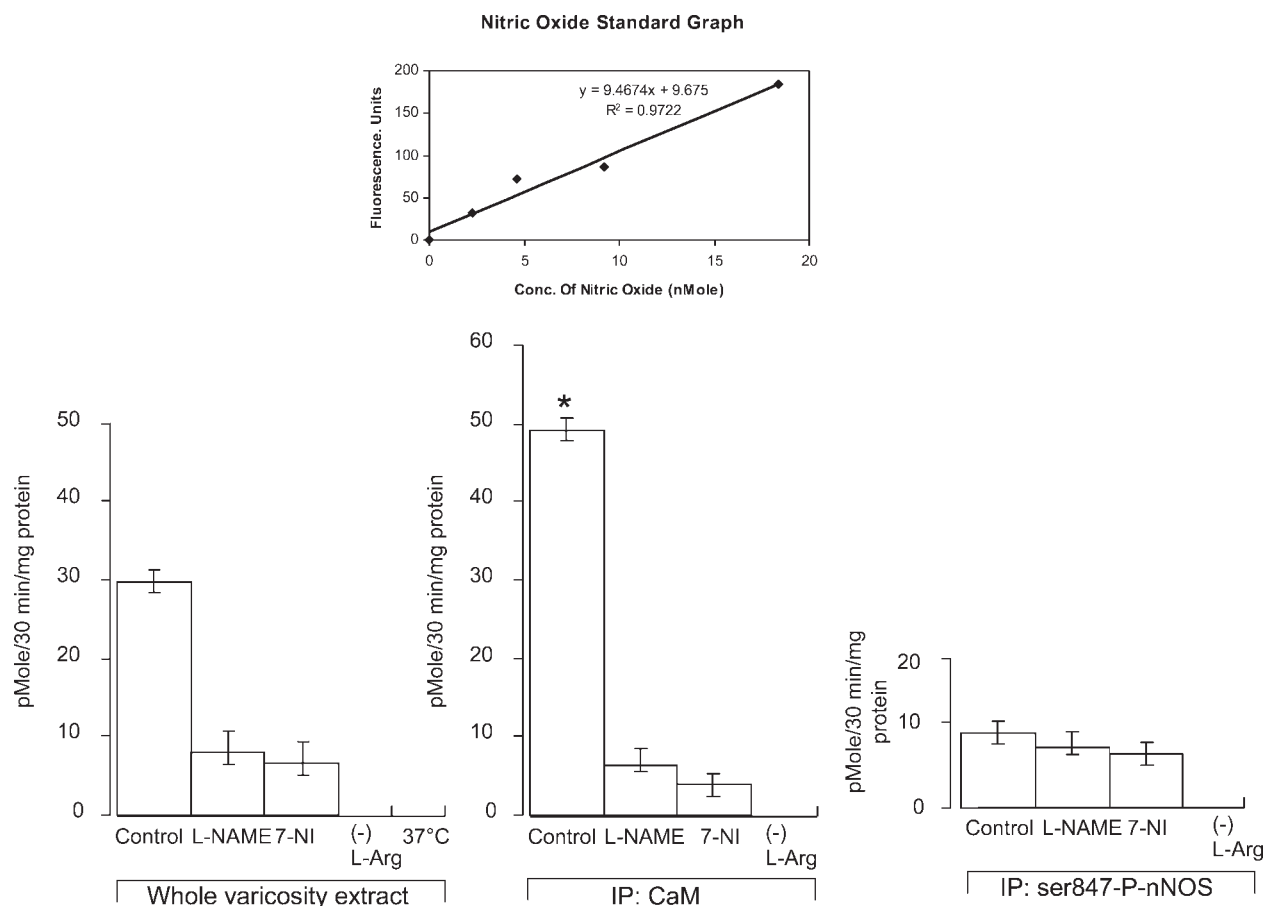 Nitric Oxide Standard Graph
200
150
100
50
0
Fluorescence. Units
y = 9.4674x + 9.675
R² = 0.9722
0 5 10 15 20
Conc. Of Nitric Oxide (nMole)
50
40
30
20
10
0
pMole/30 min/mg protein
Control L-NAME 7-NI (-) L-Arg 37°C
Whole varicosity extract
60
50
40
30
20
10
0
pMole/30 min/mg protein
*
Control L-NAME 7-NI (-) L-Arg
IP: CaM
20
10
0
pMole/30 min/mg
protein
Control L-NAME 7-NI (-) L-Arg
IP: ser847-P-nNOS